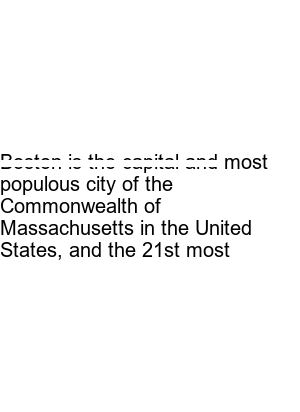 Boston is the capital and most
populous city of the
Commonwealth of
Massachusetts in the United
States, and the 21st most